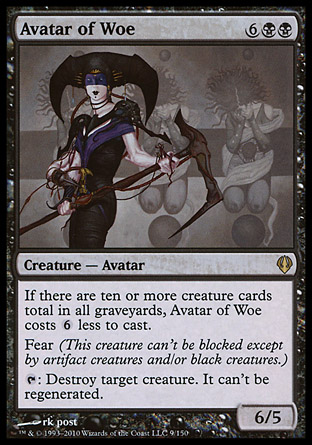 Avatar of Woe 6
Creature — Avatar
If there are ten or more creature cards
total in all graveyards, Avatar of Woe
costs 6 less to cast.
Fear (This creature can't be blocked except
by artifact creatures and/or black creatures.)
: Destroy target creature. It can't be
regenerated.
rk post
6/5
™ & © 1993–2010 Wizards of the Coast LLC 9/150